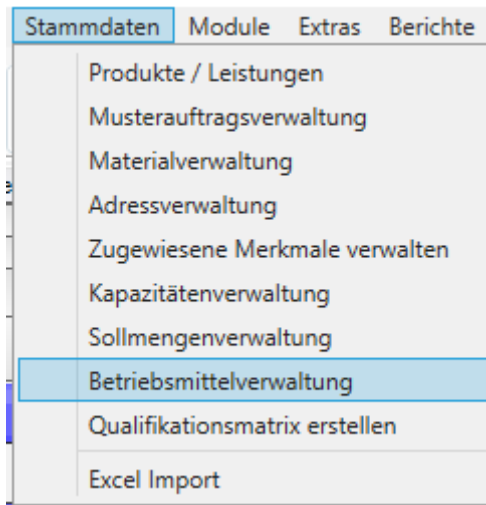 Stammdaten Module Extras Berichte
Produkte / Leistungen
Musterauftragsverwaltung
Materialverwaltung
Adressverwaltung
Zugewiesene Merkmale verwalten
Kapazitätenverwaltung
Sollmengenverwaltung
Betriebsmittelverwaltung
Qualifikationsmatrix erstellen
Excel Import